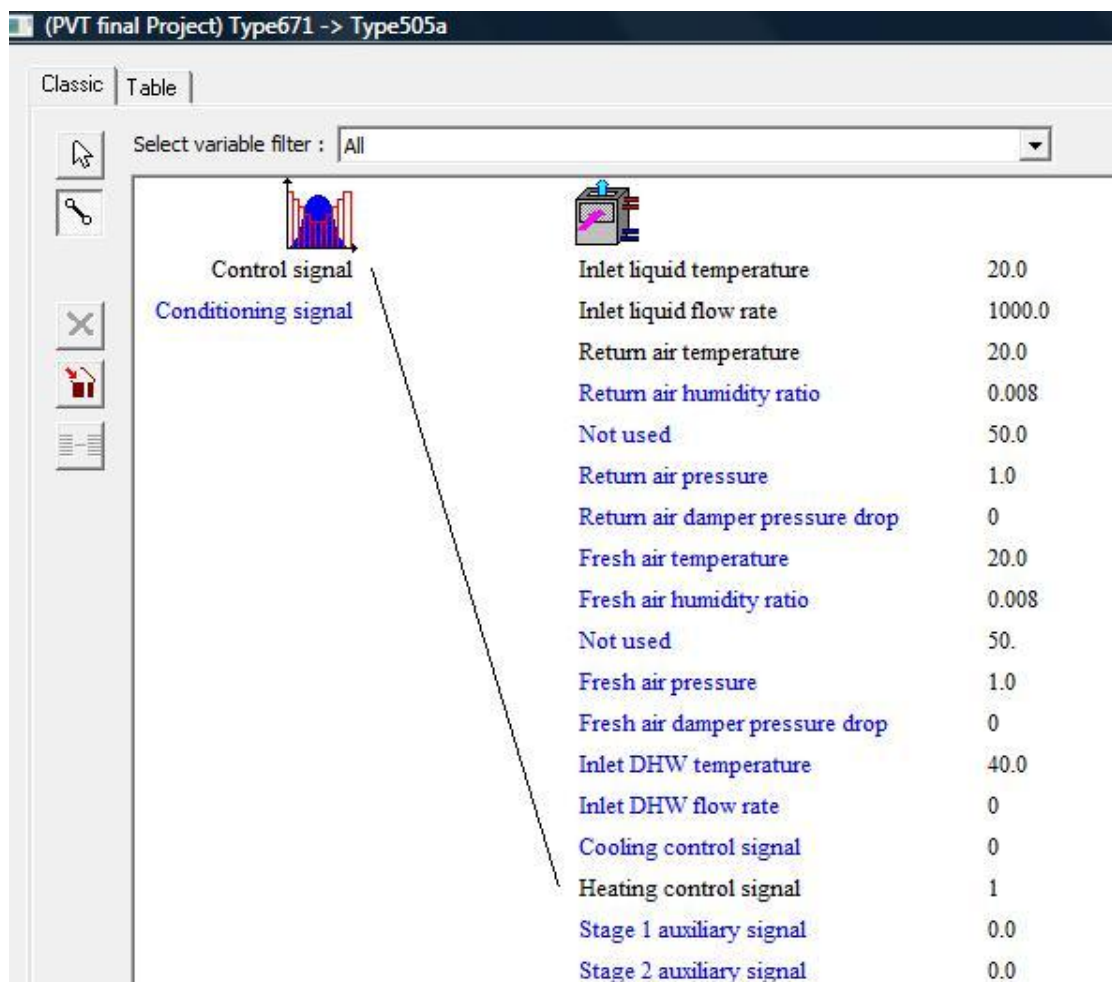 (PVT final Project) Type671 -> Type505a
Classic Table
Select variable filter : All
Control signal Inlet liquid temperature 20.0
Conditioning signal Inlet liquid flow rate 1000.0
Return air temperature 20.0
Return air humidity ratio 0.008
Not used 50.0
Return air pressure 1.0
Return air damper pressure drop 0
Fresh air temperature 20.0
Fresh air humidity ratio 0.008
Not used 50.
Fresh air pressure 1.0
Fresh air damper pressure drop 0
Inlet DHW temperature 40.0
Inlet DHW flow rate 0
Cooling control signal 0
Heating control signal 1
Stage 1 auxiliary signal 0.0
Stage 2 auxiliary signal 0.0